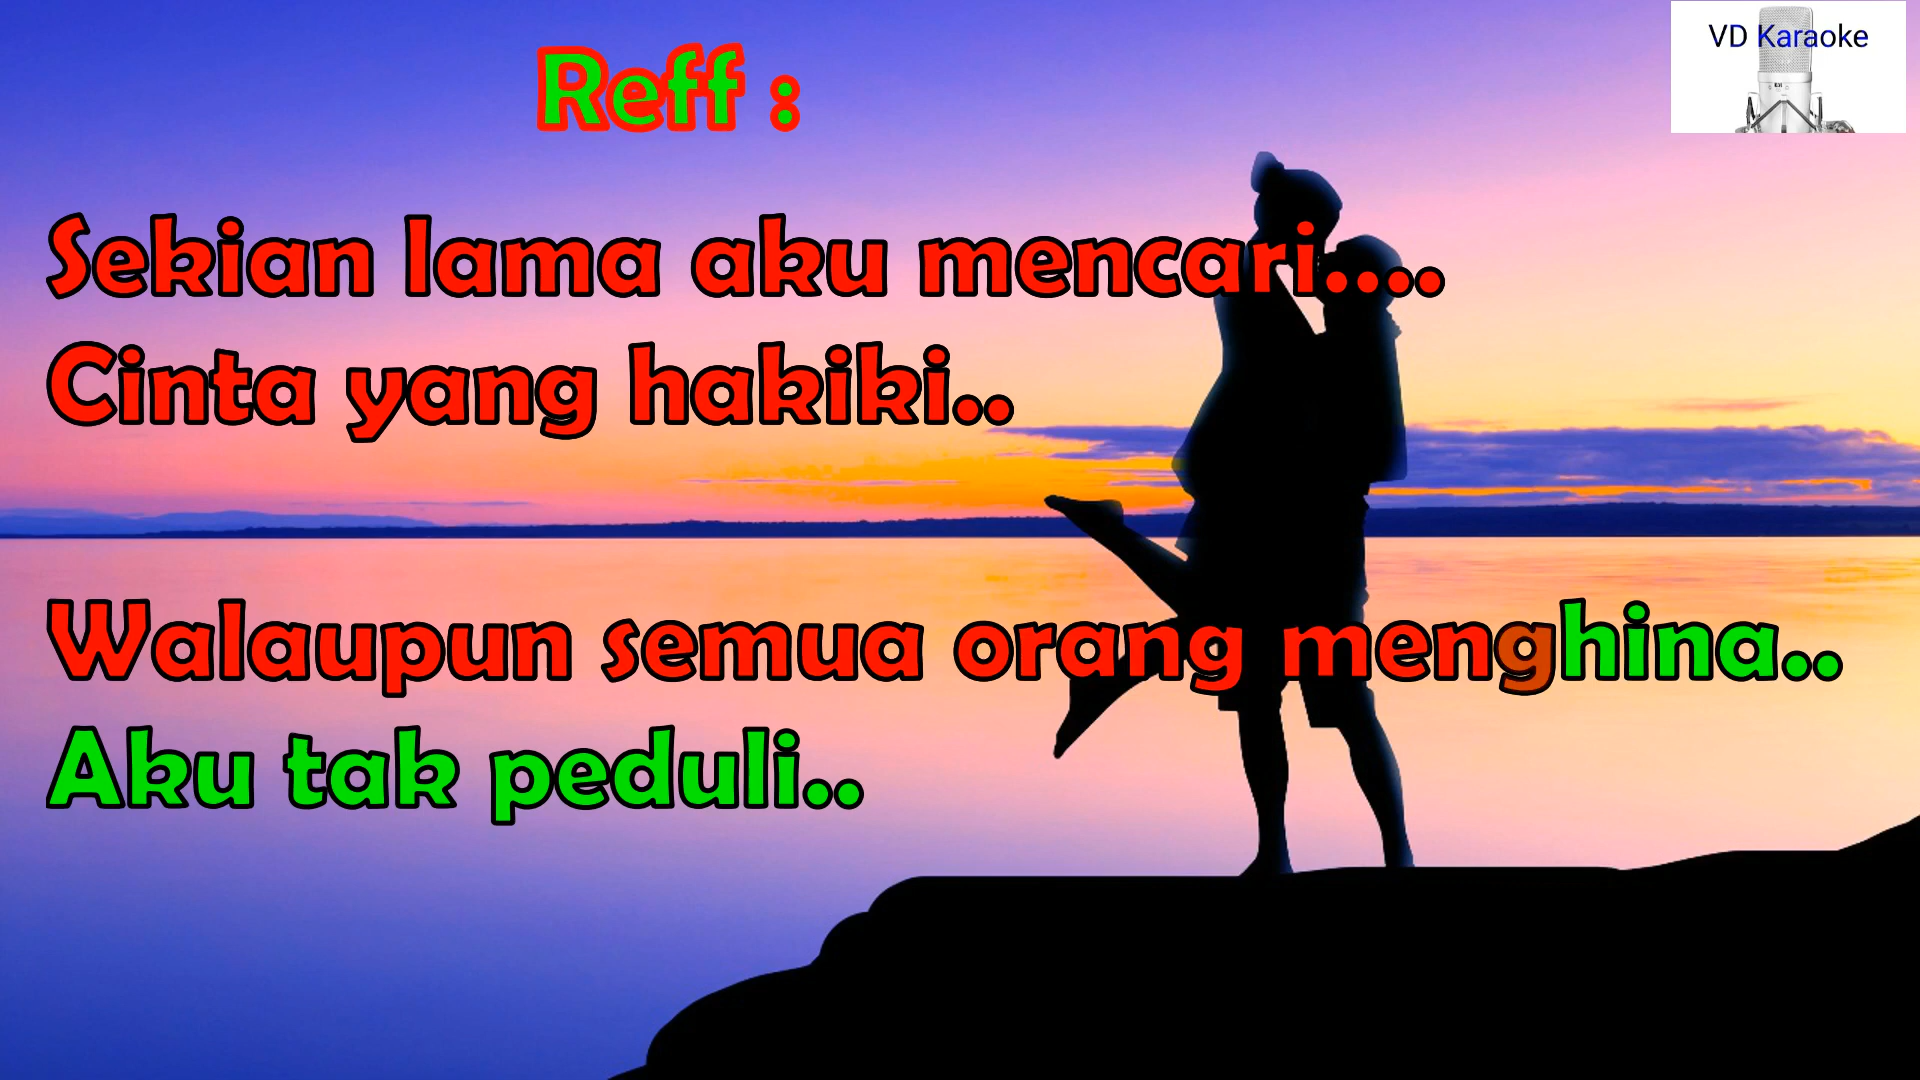 VD Karaoke
Reff :
Sekian lama aku mencari....
Cinta yang hakiki..
Walaupun semua orang menghina..
Aku tak peduli..